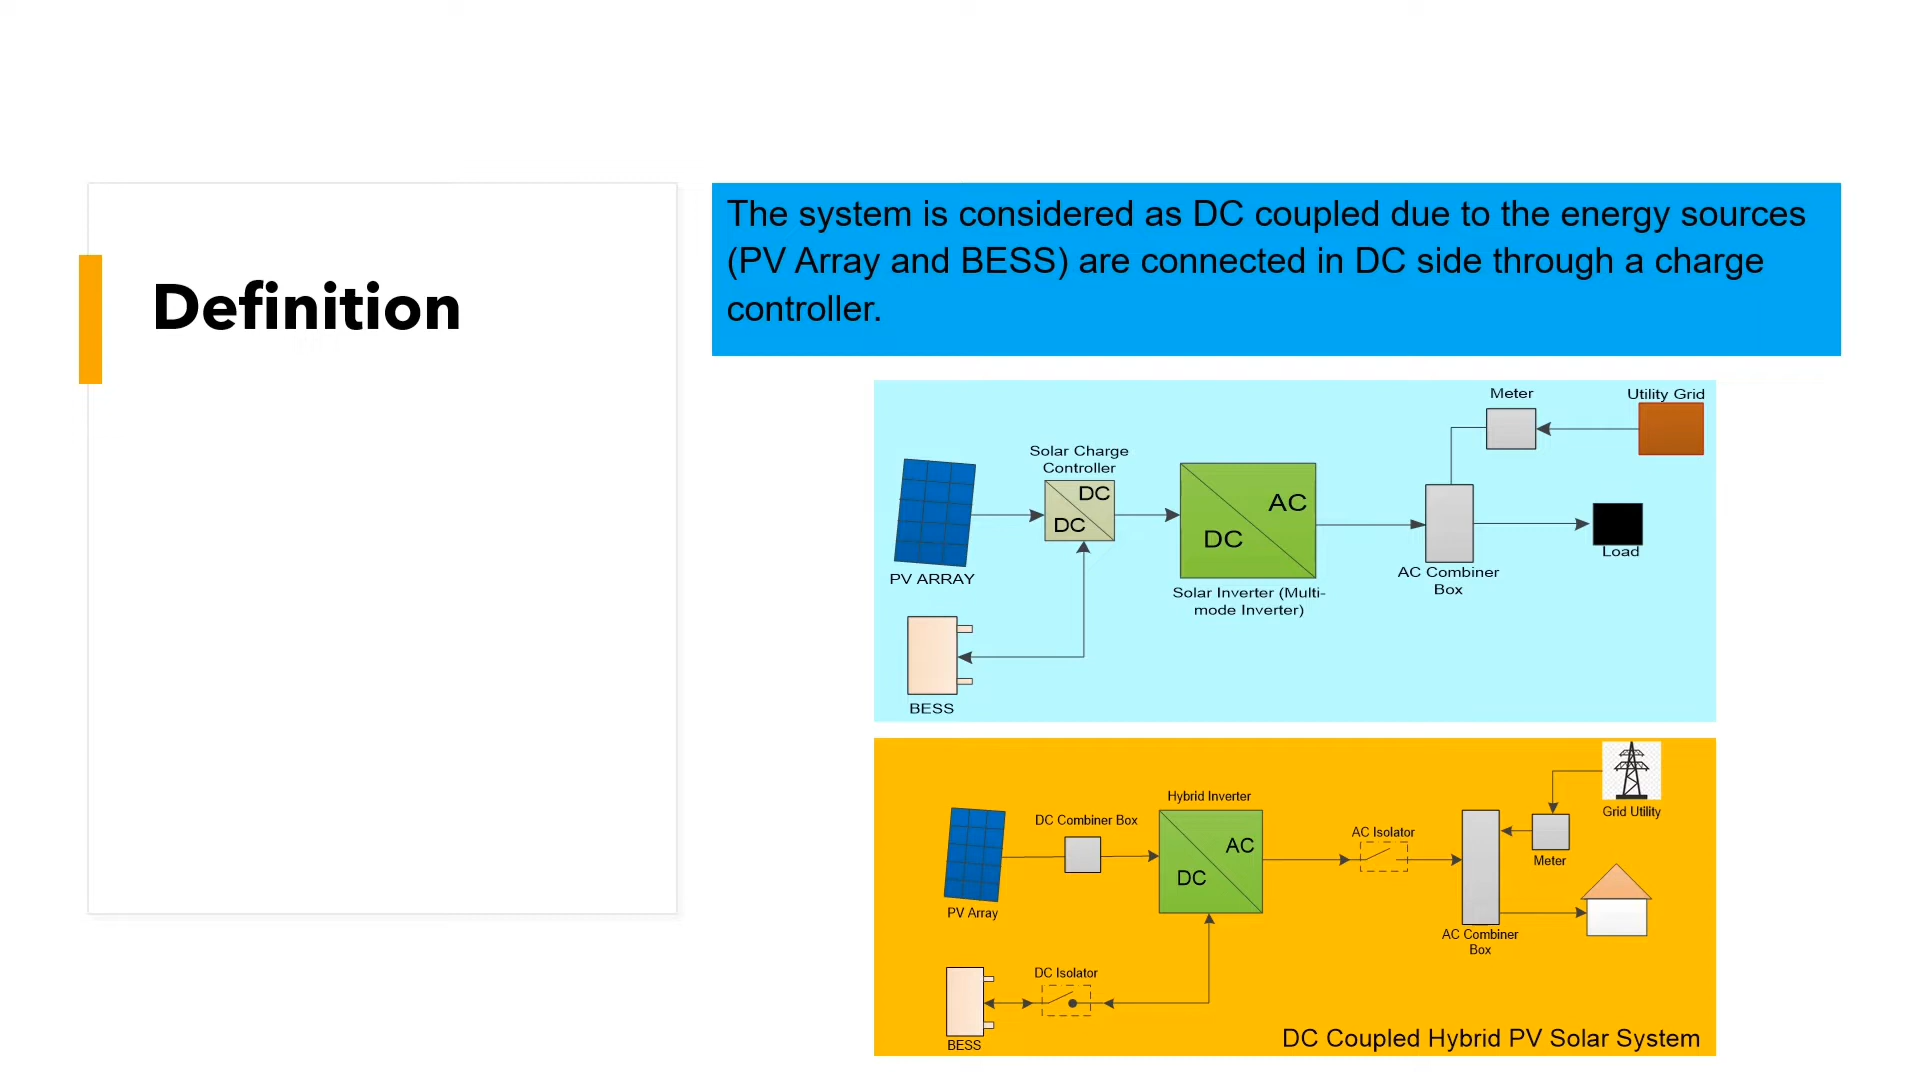 Definition
The system is considered as DC coupled due to the energy sources
(PV Array and BESS) are connected in DC side through a charge
controller.
Meter
Utility Grid
Solar Charge
Controller
DC
DC
AC
DC
PV ARRAY
Load
AC Combiner
Box
Solar Inverter (Multi-
mode Inverter)
BESS
Hybrid Inverter
Grid Utility
DC Combiner Box
AC Isolator
AC
DC
Meter
PV Array
AC Combiner
Box
DC Isolator
BESS
DC Coupled Hybrid PV Solar System